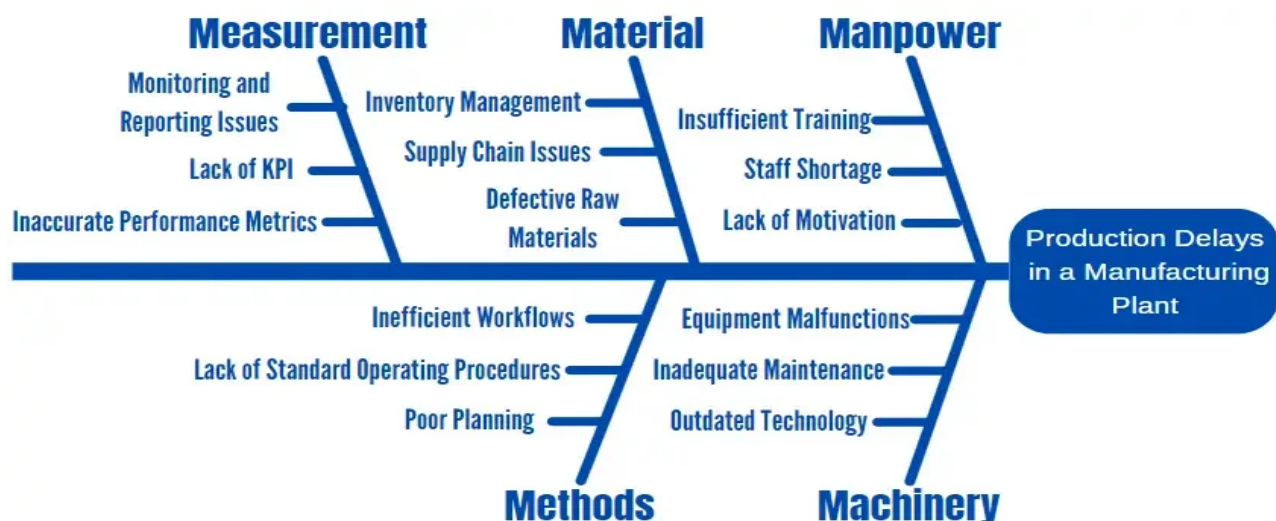 Measurement
Material
Manpower
Monitoring and
Reporting Issues
Lack of KPI
Inaccurate Performance Metrics
Inventory Management
Supply Chain Issues
Defective Raw
Materials
Insufficient Training
Staff Shortage
Lack of Motivation
Production Delays
in a Manufacturing
Plant
Inefficient Workflows
Lack of Standard Operating Procedures
Poor Planning
Equipment Malfunctions
Inadequate Maintenance
Outdated Technology
Methods
Machinery